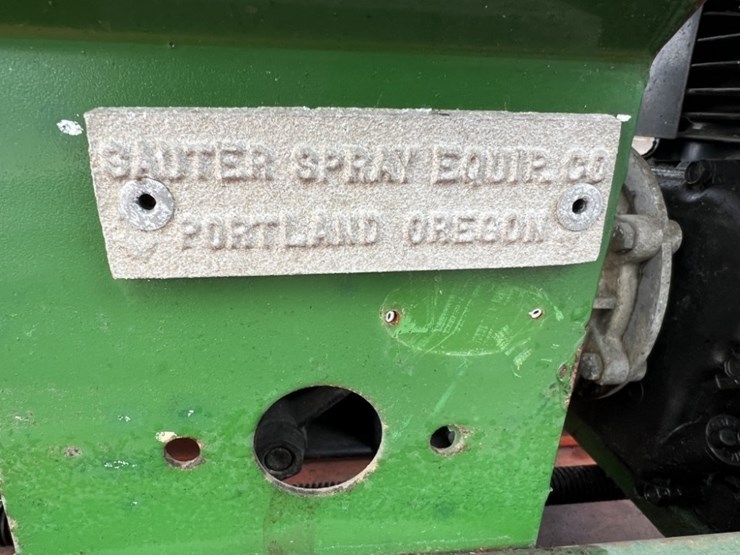 SAUTER SPRAY EQUIP. CO
PORTLAND OREGON